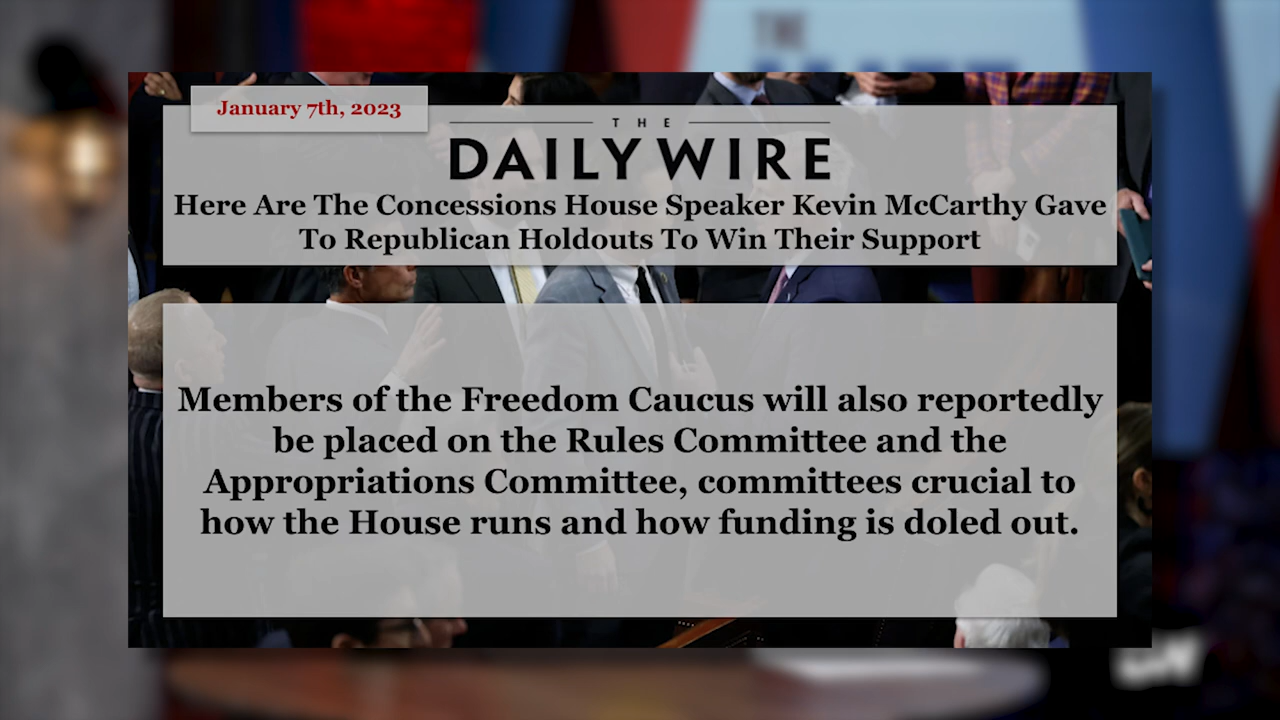 January 7th, 2023
THE
DAILY WIRE
Here Are The Concessions House Speaker Kevin McCarthy Gave
To Republican Holdouts To Win Their Support
Members of the Freedom Caucus will also reportedly
be placed on the Rules Committee and the
Appropriations Committee, committees crucial to
how the House runs and how funding is doled out.